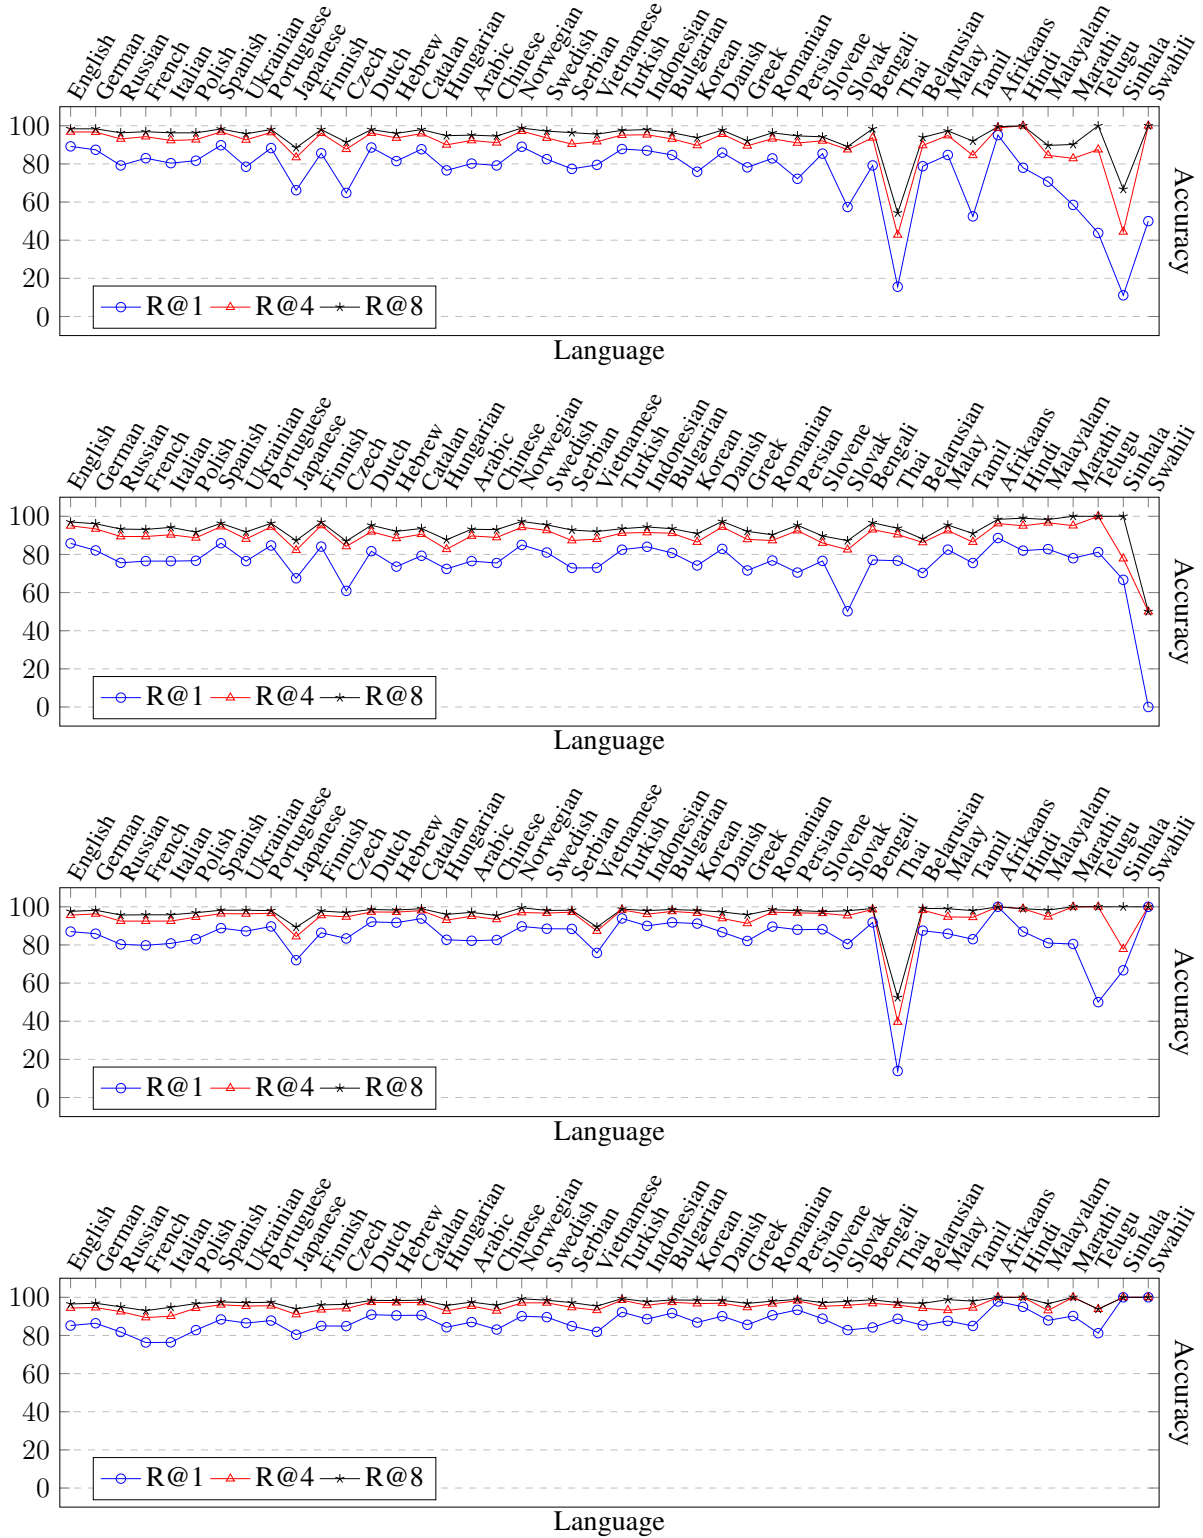 English German Russian French Italian Polish Spanish Ukrainian Portuguese Japanese Finnish Czech Dutch Hebrew Catalan Hungarian Arabic Chinese Norwegian Swedish Serbian Vietnamese Turkish Indonesian Bulgarian Korean Danish Greek Romanian Persian Slovene Slovak Bengali Thai Belarusian Malay Tamil Afrikaans Hindi Malayalam Marathi Telugu Sinhala Swahili
100
80
60
40
20
0
R@1 R@4 R@8
Accuracy
Language
English German Russian French Italian Polish Spanish Ukrainian Portuguese Japanese Finnish Czech Dutch Hebrew Catalan Hungarian Arabic Chinese Norwegian Swedish Serbian Vietnamese Turkish Indonesian Bulgarian Korean Danish Greek Romanian Persian Slovene Slovak Bengali Thai Belarusian Malay Tamil Afrikaans Hindi Malayalam Marathi Telugu Sinhala Swahili
100
80
60
40
20
0
R@1 R@4 R@8
Accuracy
Language
English German Russian French Italian Polish Spanish Ukrainian Portuguese Japanese Finnish Czech Dutch Hebrew Catalan Hungarian Arabic Chinese Norwegian Swedish Serbian Vietnamese Turkish Indonesian Bulgarian Korean Danish Greek Romanian Persian Slovene Slovak Bengali Thai Belarusian Malay Tamil Afrikaans Hindi Malayalam Marathi Telugu Sinhala Swahili
100
80
60
40
20
0
R@1 R@4 R@8
Accuracy
Language
English German Russian French Italian Polish Spanish Ukrainian Portuguese Japanese Finnish Czech Dutch Hebrew Catalan Hungarian Arabic Chinese Norwegian Swedish Serbian Vietnamese Turkish Indonesian Bulgarian Korean Danish Greek Romanian Persian Slovene Slovak Bengali Thai Belarusian Malay Tamil Afrikaans Hindi Malayalam Marathi Telugu Sinhala Swahili
100
80
60
40
20
0
R@1 R@4 R@8
Accuracy
Language